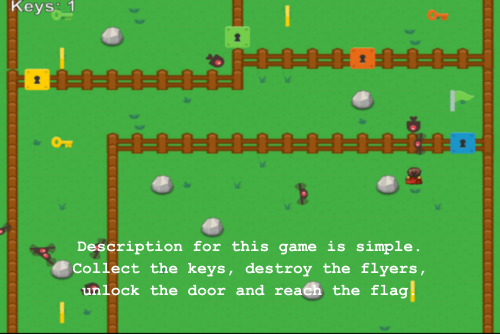 Keys: 1
Description for this game is simple.
Collect the keys, destroy the flyers,
unlock the door and reach the flag.